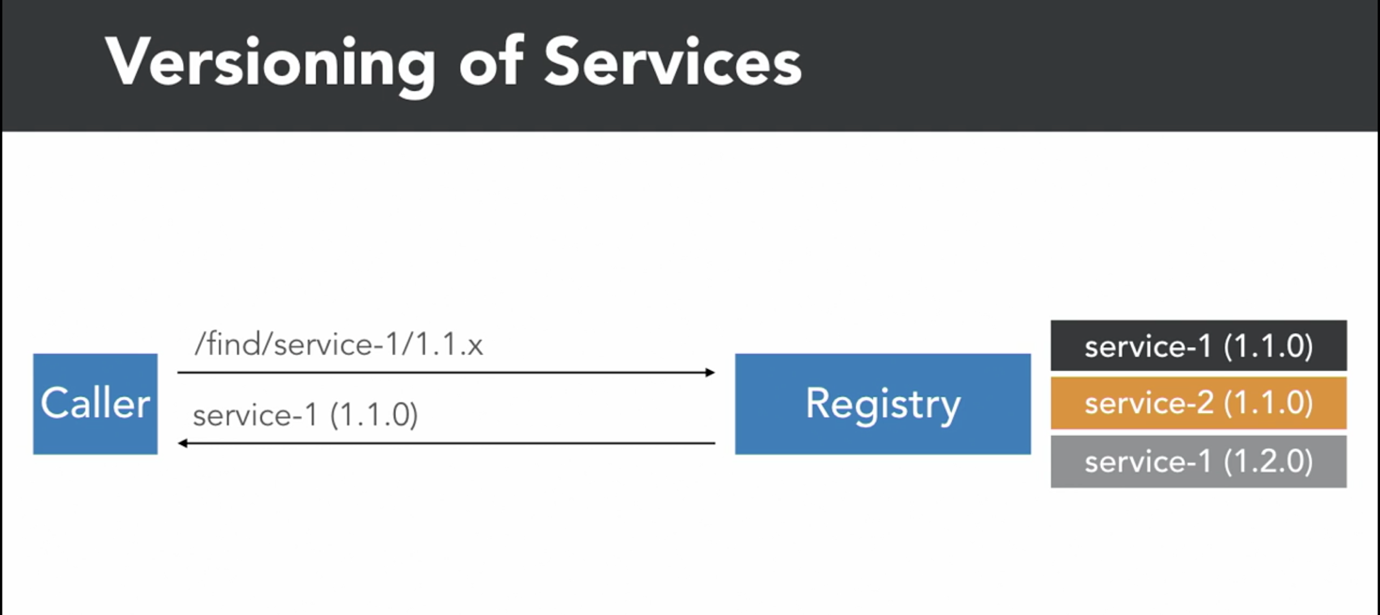 Versioning of Services
/find/service-1/1.1.x
Caller
service-1 (1.1.0)
Registry
service-1 (1.1.0)
service-2 (1.1.0)
service-1 (1.2.0)